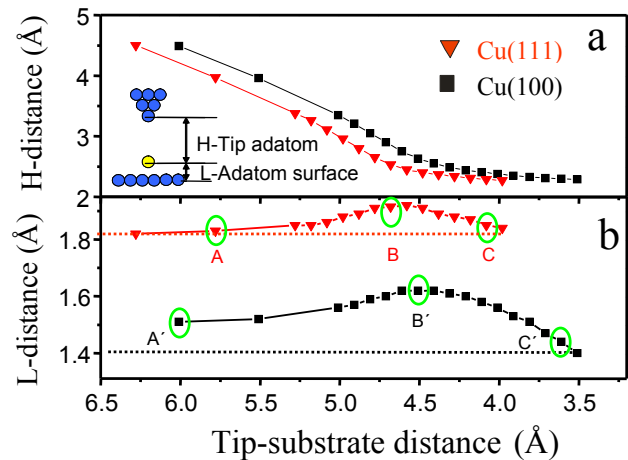 a
Cu(111)
Cu(100)
H-distance (Å)
5
4
3
2
H-Tip adatom
L-Adatom surface
b
L-distance (Å)
2
1.8
1.6
1.4
A
B
C
A´
B´
C´
6.5 6.0 5.5 5.0 4.5 4.0 3.5
Tip-substrate distance (Å)